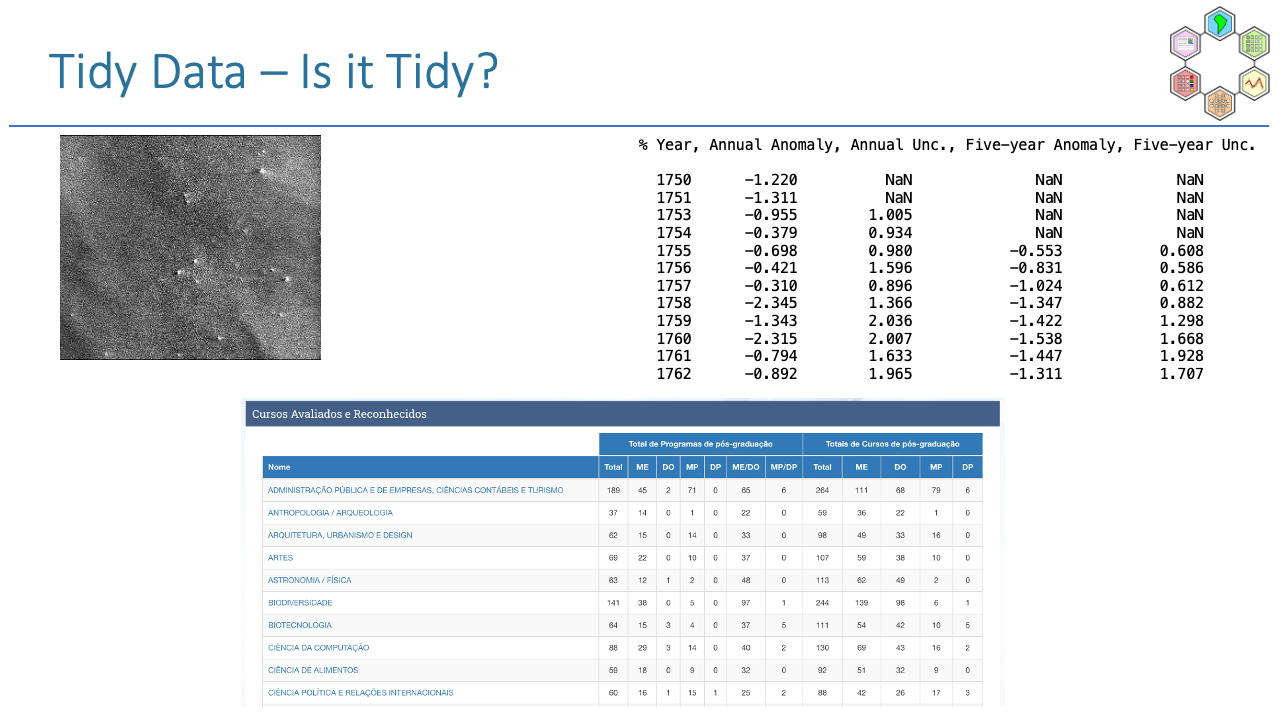 Tidy Data – Is it Tidy?
% Year, Annual Anomaly, Annual Unc., Five-year Anomaly, Five-year Unc.
1750 -1.220 NaN NaN NaN
1751 -1.311 NaN NaN NaN
1753 -0.955 1.005 NaN NaN
1754 -0.379 0.934 NaN NaN
1755 -0.698 0.980 -0.553 0.608
1756 -0.421 1.596 -0.831 0.586
1757 -0.310 0.896 -1.024 0.612
1758 -2.345 1.366 -1.347 0.882
1759 -1.343 2.036 -1.422 1.298
1760 -2.315 2.007 -1.538 1.668
1761 -0.794 1.633 -1.447 1.928
1762 -0.892 1.965 -1.311 1.707
Cursos Avaliados e Reconhecidos
Total de Programas de pós-graduação Totais de Cursos de pós-graduação
Nome Total ME DO MP DP ME/DO MP/DP Total ME DO MP DP
ADMINISTRAÇÃO PÚBLICA E DE EMPRESAS, CIÊNCIAS CONTÁBEIS E TURISMO 189 45 2 71 0 65 6 264 111 68 79 6
ANTROPOLOGIA / ARQUEOLOGIA 37 14 0 1 0 22 0 59 36 22 1 0
ARQUITETURA, URBANISMO E DESIGN 62 15 0 14 0 33 0 98 49 33 16 0
ARTES 69 22 0 10 0 37 0 107 59 38 10 0
ASTRONOMIA / FÍSICA 63 12 1 2 0 48 0 113 62 49 2 0
BIODIVERSIDADE 141 38 0 5 0 97 1 244 139 98 6 1
BIOTECNOLOGIA 64 15 3 4 0 37 5 111 54 42 10 5
CIÊNCIA DA COMPUTAÇÃO 88 29 3 14 0 40 2 130 69 43 16 2
CIÊNCIA DE ALIMENTOS 59 18 0 9 0 32 0 92 51 32 9 0
CIÊNCIA POLÍTICA E RELAÇÕES INTERNACIONAIS 60 16 1 15 1 25 2 88 42 26 17 3